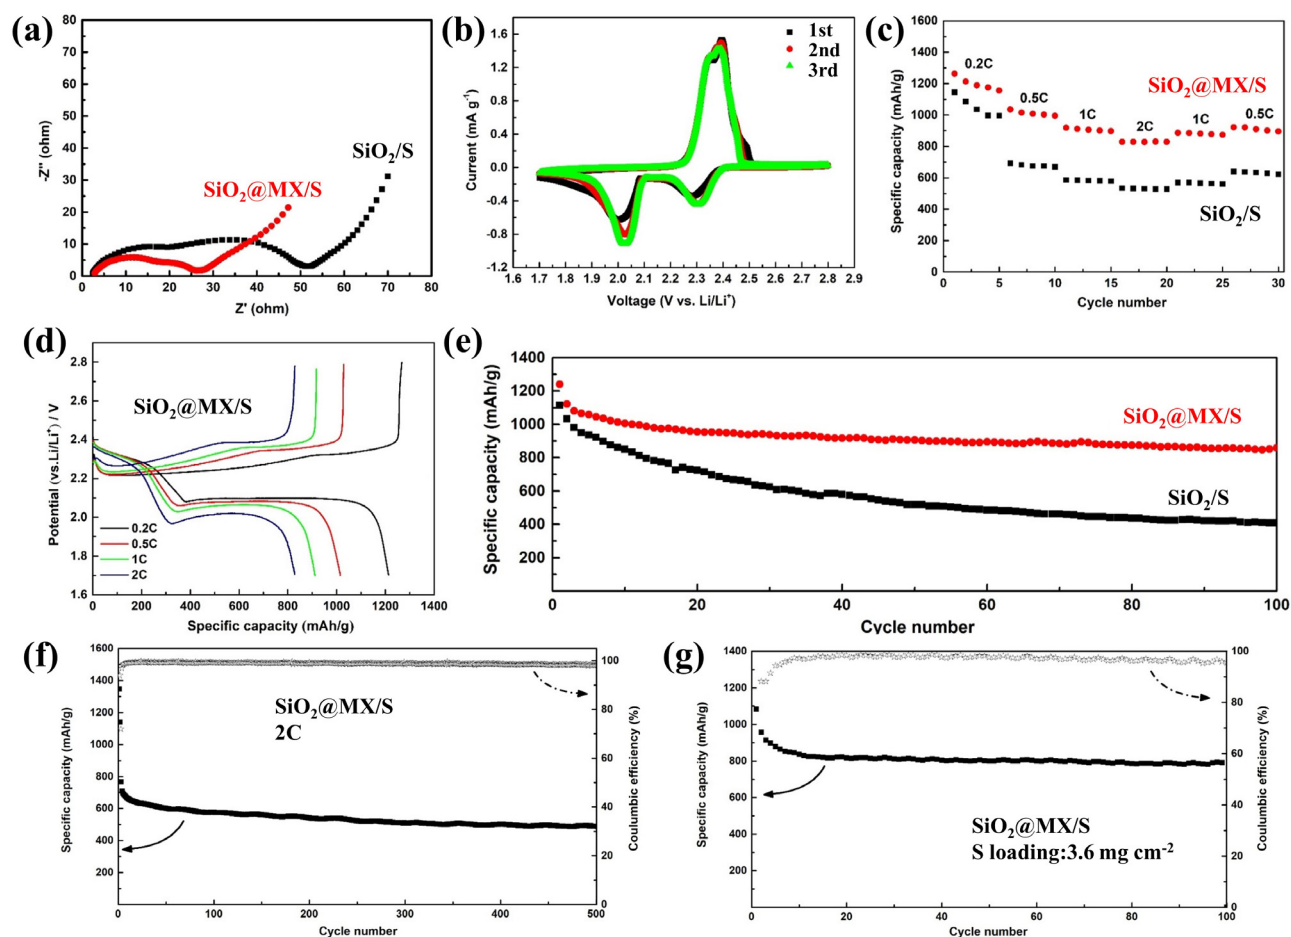 (a)
80
70
60
50
40
30
20
10
0
-Z'' (ohm)
SiO₂/S
SiO₂@MX/S
0 10 20 30 40 50 60 70 80
Z' (ohm)
(b)
1st
2nd
3rd
1.6
1.2
0.8
0.4
0.0
-0.4
-0.8
-1.2
Current (mA g⁻¹)
1.7 1.8 1.9 2.0 2.1 2.2 2.3 2.4 2.5 2.6 2.7 2.8 2.9
Voltage (V vs. Li/Li⁺)
(c)
1600
1400
1200
1000
800
600
400
200
0
Specific capacity (mAh/g)
0.2C
0.5C
1C
2C
1C
0.5C
SiO₂@MX/S
SiO₂/S
0 5 10 15 20 25 30
Cycle number
(d)
2.8
2.6
2.4
2.2
2.0
1.8
1.6
Potential (vs.Li/Li⁺) / V
SiO₂@MX/S
0.2C
0.5C
1C
2C
0 200 400 600 800 1000 1200 1400
Specific capacity (mAh/g)
(e)
1400
1200
1000
800
600
400
200
Specific capacity (mAh/g)
SiO₂@MX/S
SiO₂/S
0 20 40 60 80 100
Cycle number
(f)
1600
1500
1400
1300
1200
1100
1000
900
800
700
600
500
400
300
200
100
0
Specific capacity (mAh/g)
SiO₂@MX/S
2C
100
80
60
40
20
0
Coulumbic efficiency (%)
0 100 200 300 400 500
Cycle number
(g)
1400
1200
1000
800
600
400
200
Specific capacity (mAh/g)
SiO₂@MX/S
S loading:3.6 mg cm⁻²
100
80
60
40
20
0
Coulumbic efficiency (%)
0 20 40 60 80 100
Cycle number